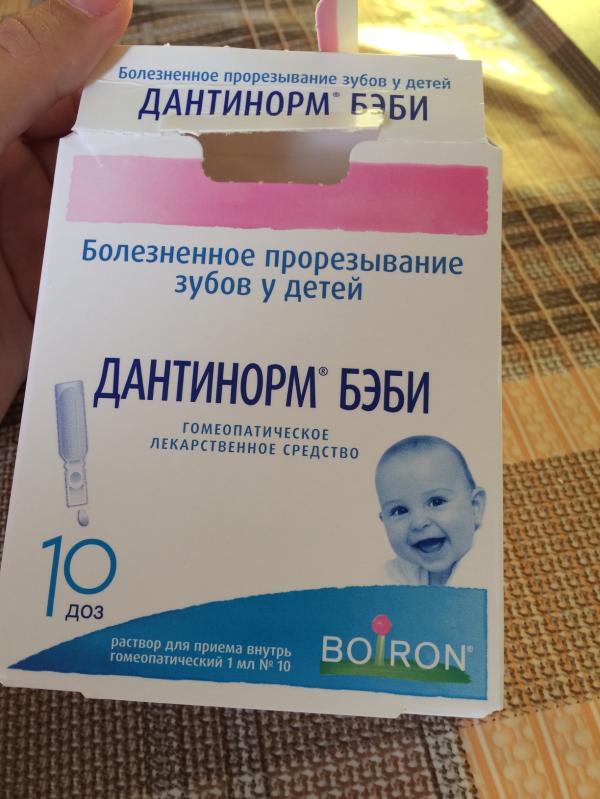 Болезненное прорезывание зубов у детей
ДАНТИНОРМ® БЭБИ
Болезненное прорезывание
зубов у детей
ДАНТИНОРМ® БЭБИ
ГОМЕОПАТИЧЕСКОЕ
ЛЕКАРСТВЕННОЕ СРЕДСТВО
10
доз
раствор для приема внутрь
гомеопатический 1 мл № 10
BOIRON®